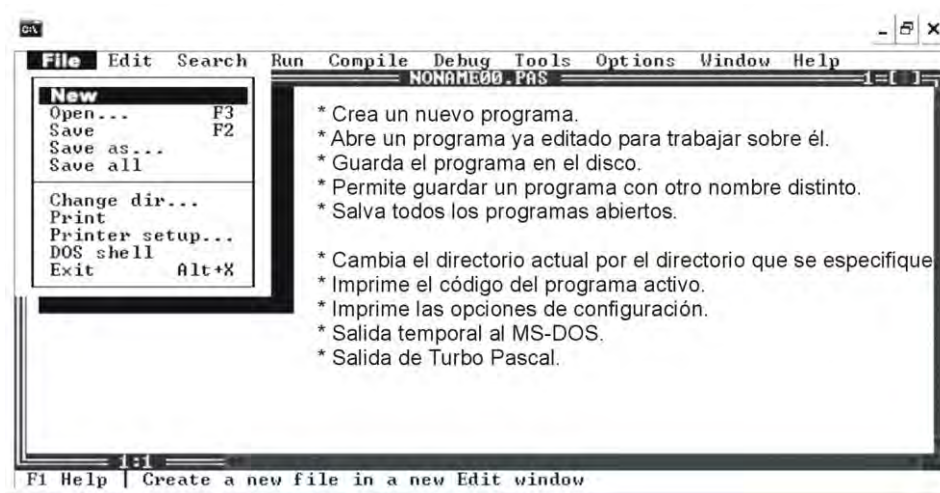 C:\
File Edit Search Run Compile Debug Tools Options Window Help
NONAME00.PAS 1=[ ]
New
Open... F3
Save F2
Save as...
Save all
Change dir...
Print
Printer setup...
DOS shell
Exit Alt+X
* Crea un nuevo programa.
* Abre un programa ya editado para trabajar sobre él.
* Guarda el programa en el disco.
* Permite guardar un programa con otro nombre distinto.
* Salva todos los programas abiertos.
* Cambia el directorio actual por el directorio que se especifique
* Imprime el código del programa activo.
* Imprime las opciones de configuración.
* Salida temporal al MS-DOS.
* Salida de Turbo Pascal.
1:1
F1 Help | Create a new file in a new Edit window